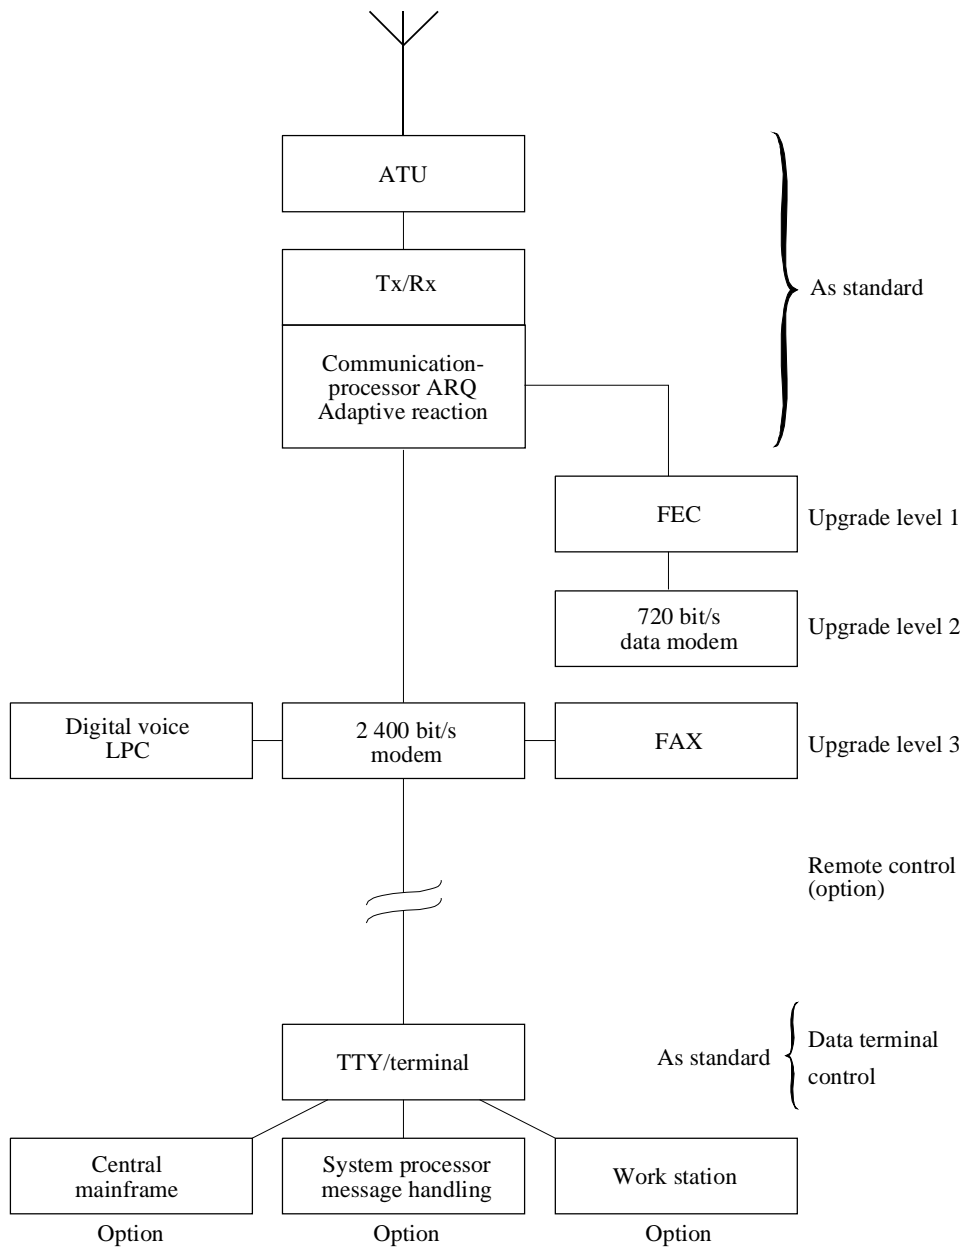 ATU
Tx/Rx
As standard
Communication-
processor ARQ
Adaptive reaction
FEC
Upgrade level 1
720 bit/s
data modem
Upgrade level 2
Digital voice
LPC
2 400 bit/s
modem
FAX
Upgrade level 3
Remote control
(option)
TTY/terminal
As standard
Data terminal
control
Central
mainframe
System processor
message handling
Work station
Option
Option
Option